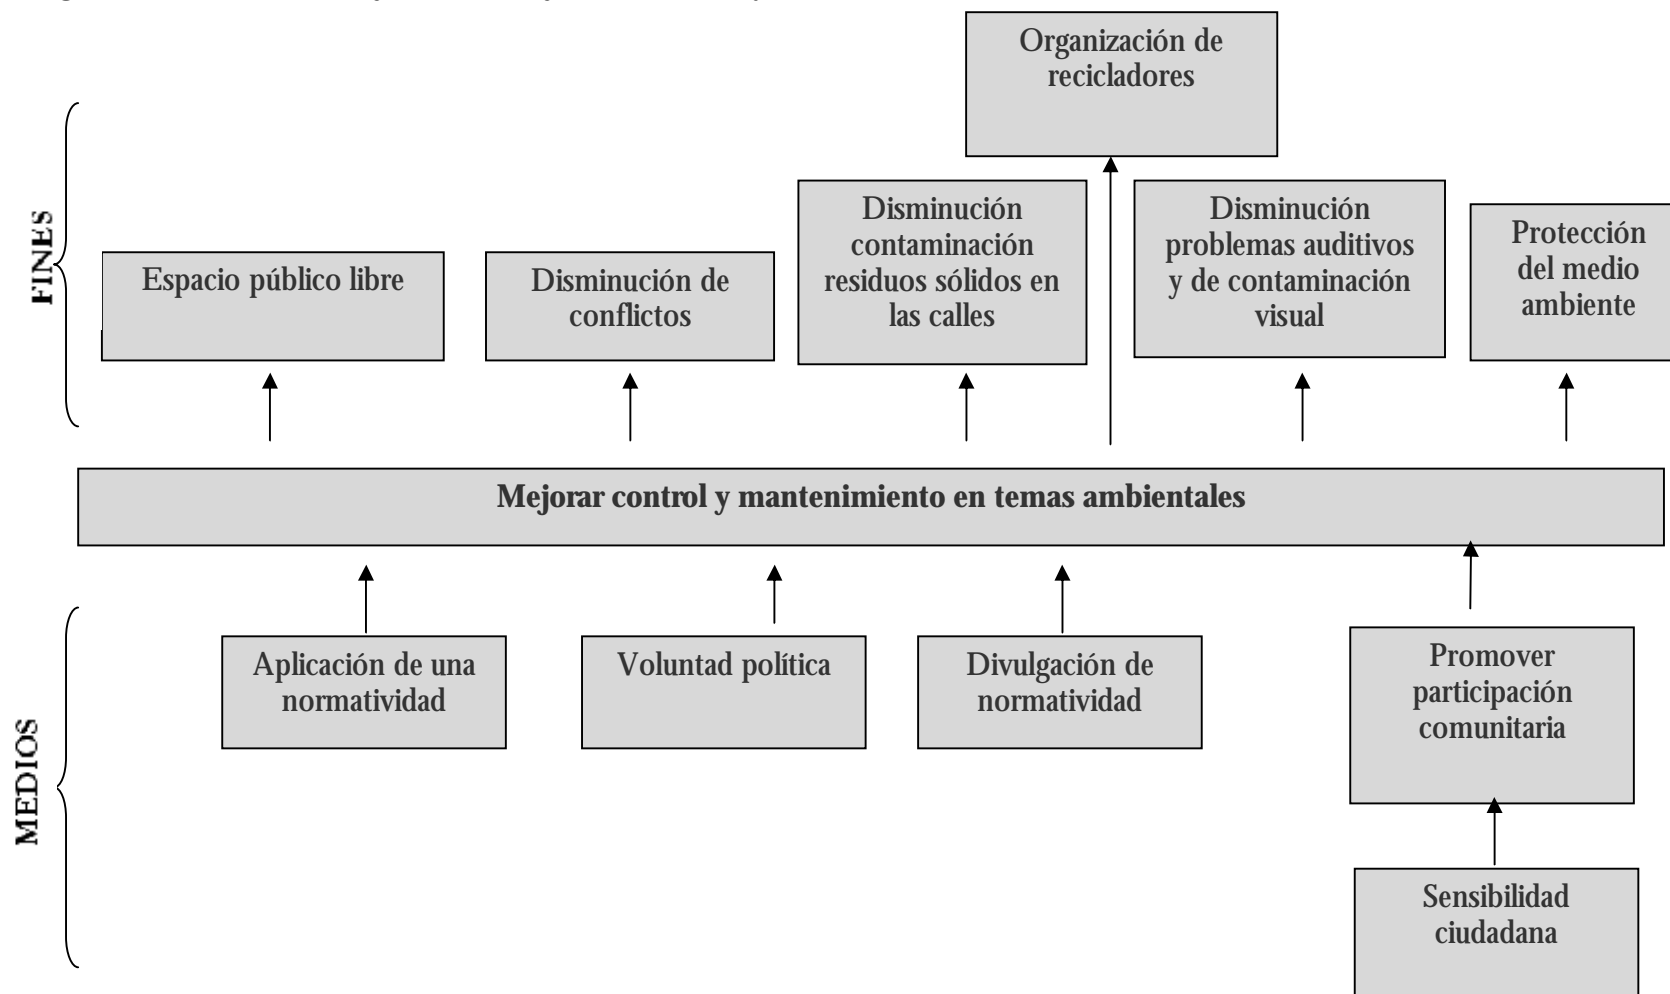 Organización de
recicladores
FINES
Espacio público libre
Disminución de
conflictos
Disminución
contaminación
residuos sólidos en
las calles
Disminución
problemas auditivos
y de contaminación
visual
Protección
del medio
ambiente
Mejorar control y mantenimiento en temas ambientales
MEDIOS
Aplicación de una
normatividad
Voluntad política
Divulgación de
normatividad
Promover
participación
comunitaria
Sensibilidad
ciudadana